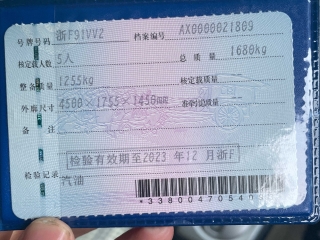 号牌号码 浙F91VV2 档案编号 AX0000021809
核定载人数 5人 总质量 1680kg
整备质量 1255kg 核定载质量
外廓尺寸 4500×1755×1450mm 准牵引总质量
备注
检验有效期至2023年12月浙F
检验记录 汽油